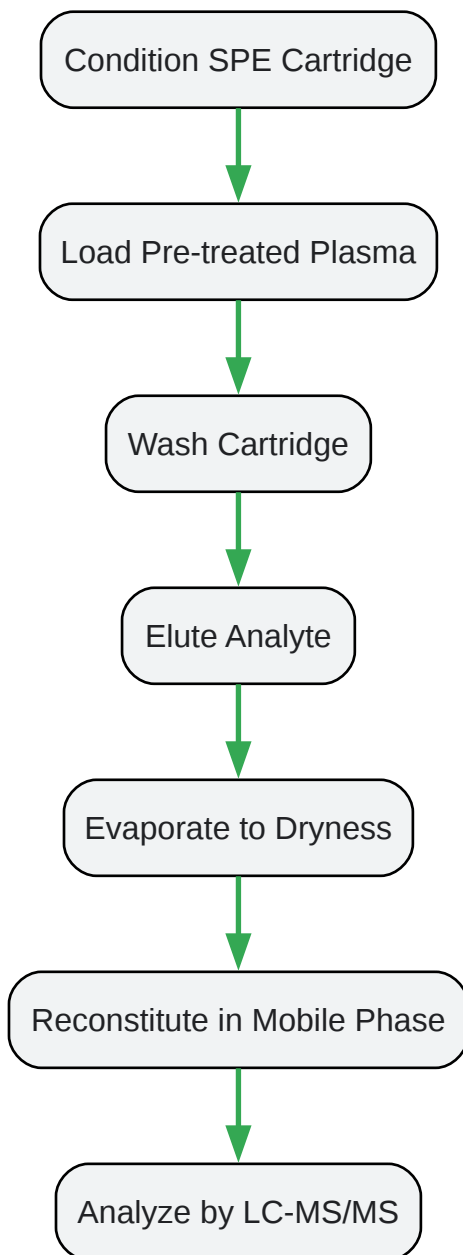 Condition SPE Cartridge
Load Pre-treated Plasma
Wash Cartridge
Elute Analyte
Evaporate to Dryness
Reconstitute in Mobile Phase
Analyze by LC-MS/MS